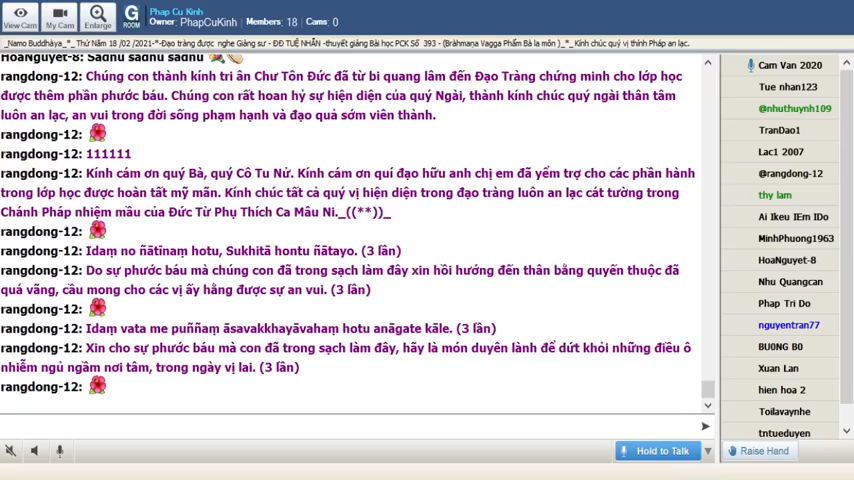 View Cam
My Cam
Enlarge
G
ROOM
Phap Cu Kinh
Owner: PhapCuKinh Members: 18 Cams: 0
_Namo Buddhàya_*_ Thứ Năm 18 /02 /2021-*-Đạo tràng được nghe Giảng sư - ĐĐ TUỆ NHẪN -thuyết giảng Bài học PCK Số 393 - (Bràhmaṇa Vagga Phẩm Bà la môn )_*_ Kính chúc quý vị thính Pháp an lạc.
HoaNguyet-8: Sadhu sadhu sadhu
rangdong-12: Chúng con thành kính tri ân Chư Tôn Đức đã từ bi quang lâm đến Đạo Tràng chứng minh cho lớp học
được thêm phần phước báu. Chúng con rất hoan hỷ sự hiện diện của quý Ngài, thành kính chúc quý ngài thân tâm
luôn an lạc, an vui trong đời sống phạm hạnh và đạo quả sớm viên thành.
rangdong-12:
rangdong-12: 111111
rangdong-12: Kính cám ơn quý Bà, quý Cô Tu Nữ. Kính cám ơn quí đạo hữu anh chị em đã yểm trợ cho các phần hành
trong lớp học được hoàn tất mỹ mãn. Kính chúc tất cả quý vị hiện diện trong đạo tràng luôn an lạc cát tường trong
Chánh Pháp nhiệm mầu của Đức Từ Phụ Thích Ca Mâu Ni._((**))_
rangdong-12:
rangdong-12: Idaṃ no ñātīnaṃ hotu, Sukhitā hontu ñātayo. (3 lần)
rangdong-12: Do sự phước báu mà chúng con đã trong sạch làm đây xin hồi hướng đến thân bằng quyến thuộc đã
quá vãng, cầu mong cho các vị ấy hằng được sự an vui. (3 lần)
rangdong-12:
rangdong-12: Idaṃ vata me puññaṃ āsavakkhayāvahaṃ hotu anāgate kāle. (3 lần)
rangdong-12: Xin cho sự phước báu mà con đã trong sạch làm đây, hãy là món duyên lành để dứt khỏi những điều ô
nhiễm ngủ ngầm nơi tâm, trong ngày vị lai. (3 lần)
rangdong-12:
Cam Van 2020
Tue nhan123
@nhuthuynh109
TranDao1
Lac1 2007
@rangdong-12
thy lam
Ai Ikeu IEm IDo
MinhPhuong1963
HoaNguyet-8
Nhu Quangcan
Phap Tri Do
nguyentran77
BU0NG B0
Xuan Lan
hien hoa 2
Toilavaynhe
tntueduyen
Hold to Talk
Raise Hand